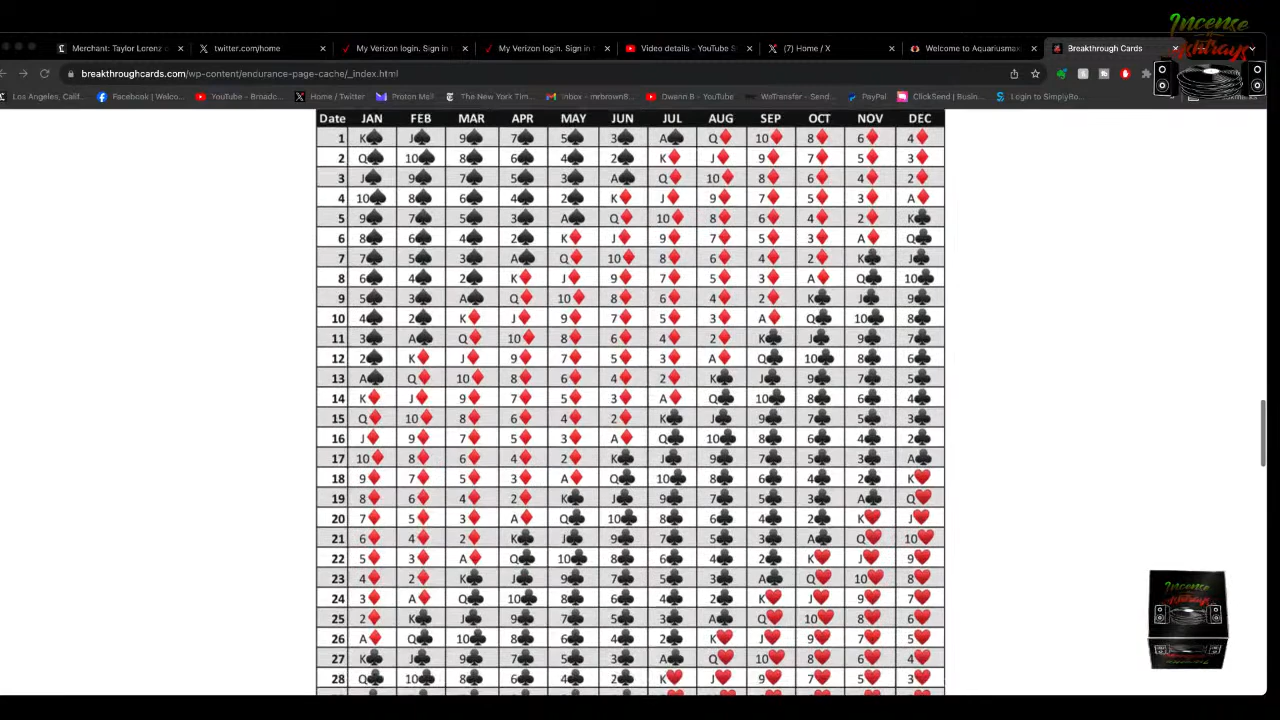 Incense
of
Ashtrays
Merchant: Taylor Lorenz twitter.com/home My Verizon login. Sign in My Verizon login. Sign in Video details - YouTube S (7) Home / X Welcome to Aquariusmax Breakthrough Cards
breakthroughcards.com/wp-content/endurance-page-cache/_index.html
Los Angeles, Calif... Facebook | Welco... YouTube - Broadc... Home / Twitter Proton Mail The New York Tim... Inbox - mrbrown8... Dwann B - YouTube WeTransfer - Send... PayPal ClickSend | Busin... Login to SimplyRo...
Date JAN FEB MAR APR MAY JUN JUL AUG SEP OCT NOV DEC
1 K♠ J♠ 9♠ 7♠ 5♠ 3♠ A♠ Q♦ 10♦ 8♦ 6♦ 4♦
2 Q♠ 10♠ 8♠ 6♠ 4♠ 2♠ K♦ J♦ 9♦ 7♦ 5♦ 3♦
3 J♠ 9♠ 7♠ 5♠ 3♠ A♠ Q♦ 10♦ 8♦ 6♦ 4♦ 2♦
4 10♠ 8♠ 6♠ 4♠ 2♠ K♦ J♦ 9♦ 7♦ 5♦ 3♦ A♦
5 9♠ 7♠ 5♠ 3♠ A♠ Q♦ 10♦ 8♦ 6♦ 4♦ 2♦ K♣
6 8♠ 6♠ 4♠ 2♠ K♦ J♦ 9♦ 7♦ 5♦ 3♦ A♦ Q♣
7 7♠ 5♠ 3♠ A♠ Q♦ 10♦ 8♦ 6♦ 4♦ 2♦ K♣ J♣
8 6♠ 4♠ 2♠ K♦ J♦ 9♦ 7♦ 5♦ 3♦ A♦ Q♣ 10♣
9 5♠ 3♠ A♠ Q♦ 10♦ 8♦ 6♦ 4♦ 2♦ K♣ J♣ 9♣
10 4♠ 2♠ K♦ J♦ 9♦ 7♦ 5♦ 3♦ A♦ Q♣ 10♣ 8♣
11 3♠ A♠ Q♦ 10♦ 8♦ 6♦ 4♦ 2♦ K♣ J♣ 9♣ 7♣
12 2♠ K♦ J♦ 9♦ 7♦ 5♦ 3♦ A♦ Q♣ 10♣ 8♣ 6♣
13 A♠ Q♦ 10♦ 8♦ 6♦ 4♦ 2♦ K♣ J♣ 9♣ 7♣ 5♣
14 K♦ J♦ 9♦ 7♦ 5♦ 3♦ A♦ Q♣ 10♣ 8♣ 6♣ 4♣
15 Q♦ 10♦ 8♦ 6♦ 4♦ 2♦ K♣ J♣ 9♣ 7♣ 5♣ 3♣
16 J♦ 9♦ 7♦ 5♦ 3♦ A♦ Q♣ 10♣ 8♣ 6♣ 4♣ 2♣
17 10♦ 8♦ 6♦ 4♦ 2♦ K♣ J♣ 9♣ 7♣ 5♣ 3♣ A♣
18 9♦ 7♦ 5♦ 3♦ A♦ Q♣ 10♣ 8♣ 6♣ 4♣ 2♣ K♥
19 8♦ 6♦ 4♦ 2♦ K♣ J♣ 9♣ 7♣ 5♣ 3♣ A♣ Q♥
20 7♦ 5♦ 3♦ A♦ Q♣ 10♣ 8♣ 6♣ 4♣ 2♣ K♥ J♥
21 6♦ 4♦ 2♦ K♣ J♣ 9♣ 7♣ 5♣ 3♣ A♣ Q♥ 10♥
22 5♦ 3♦ A♦ Q♣ 10♣ 8♣ 6♣ 4♣ 2♣ K♥ J♥ 9♥
23 4♦ 2♦ K♣ J♣ 9♣ 7♣ 5♣ 3♣ A♣ Q♥ 10♥ 8♥
24 3♦ A♦ Q♣ 10♣ 8♣ 6♣ 4♣ 2♣ K♥ J♥ 9♥ 7♥
25 2♦ K♣ J♣ 9♣ 7♣ 5♣ 3♣ A♣ Q♥ 10♥ 8♥ 6♥
26 A♦ Q♣ 10♣ 8♣ 6♣ 4♣ 2♣ K♥ J♥ 9♥ 7♥ 5♥
27 K♣ J♣ 9♣ 7♣ 5♣ 3♣ A♣ Q♥ 10♥ 8♥ 6♥ 4♥
28 Q♣ 10♣ 8♣ 6♣ 4♣ 2♣ K♥ J♥ 9♥ 7♥ 5♥ 3♥
Incense
of
Ashtrays